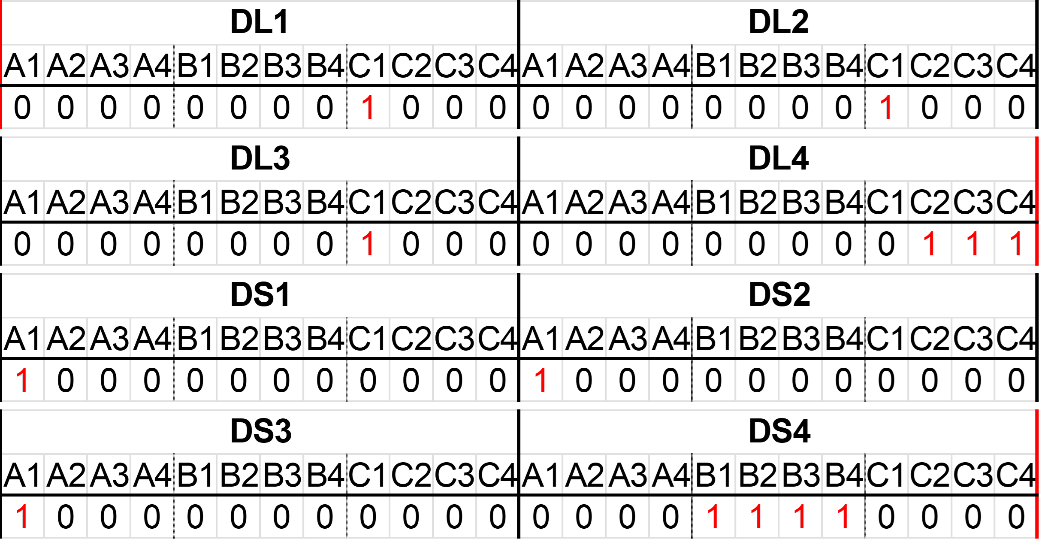 DL1 DL2
A1 A2 A3 A4 B1 B2 B3 B4 C1 C2 C3 C4 A1 A2 A3 A4 B1 B2 B3 B4 C1 C2 C3 C4
0 0 0 0 0 0 0 0 1 0 0 0 0 0 0 0 0 0 0 0 1 0 0 0
DL3 DL4
A1 A2 A3 A4 B1 B2 B3 B4 C1 C2 C3 C4 A1 A2 A3 A4 B1 B2 B3 B4 C1 C2 C3 C4
0 0 0 0 0 0 0 0 1 0 0 0 0 0 0 0 0 0 0 0 0 1 1 1
DS1 DS2
A1 A2 A3 A4 B1 B2 B3 B4 C1 C2 C3 C4 A1 A2 A3 A4 B1 B2 B3 B4 C1 C2 C3 C4
1 0 0 0 0 0 0 0 0 0 0 0 1 0 0 0 0 0 0 0 0 0 0 0
DS3 DS4
A1 A2 A3 A4 B1 B2 B3 B4 C1 C2 C3 C4 A1 A2 A3 A4 B1 B2 B3 B4 C1 C2 C3 C4
1 0 0 0 0 0 0 0 0 0 0 0 0 0 0 0 1 1 1 1 0 0 0 0